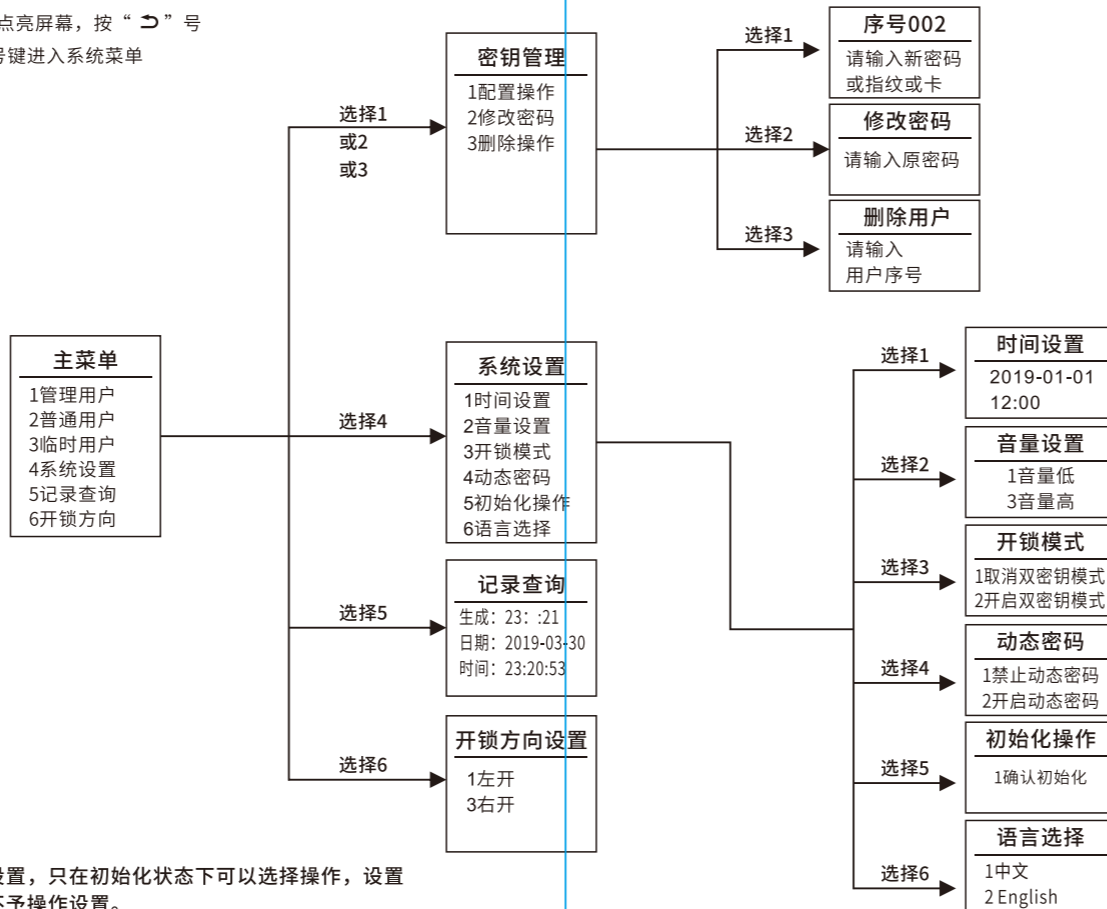 点亮屏幕，按“ ⮌ ”号
号键进入系统菜单
主菜单
1管理用户
2普通用户
3临时用户
4系统设置
5记录查询
6开锁方向
选择1
或2
或3
密钥管理
1配置操作
2修改密码
3删除操作
选择1
序号002
请输入新密码
或指纹或卡
选择2
修改密码
请输入原密码
选择3
删除用户
请输入
用户序号
选择4
系统设置
1时间设置
2音量设置
3开锁模式
4动态密码
5初始化操作
6语言选择
选择1
时间设置
2019-01-01
12:00
选择2
音量设置
1音量低
3音量高
选择3
开锁模式
1取消双密钥模式
2开启双密钥模式
选择4
动态密码
1禁止动态密码
2开启动态密码
选择5
初始化操作
1确认初始化
选择6
语言选择
1中文
2 English
选择5
记录查询
生成：23：:21
日期：2019-03-30
时间：23:20:53
选择6
开锁方向设置
1左开
3右开
设置，只在初始化状态下可以选择操作，设置
不予操作设置。